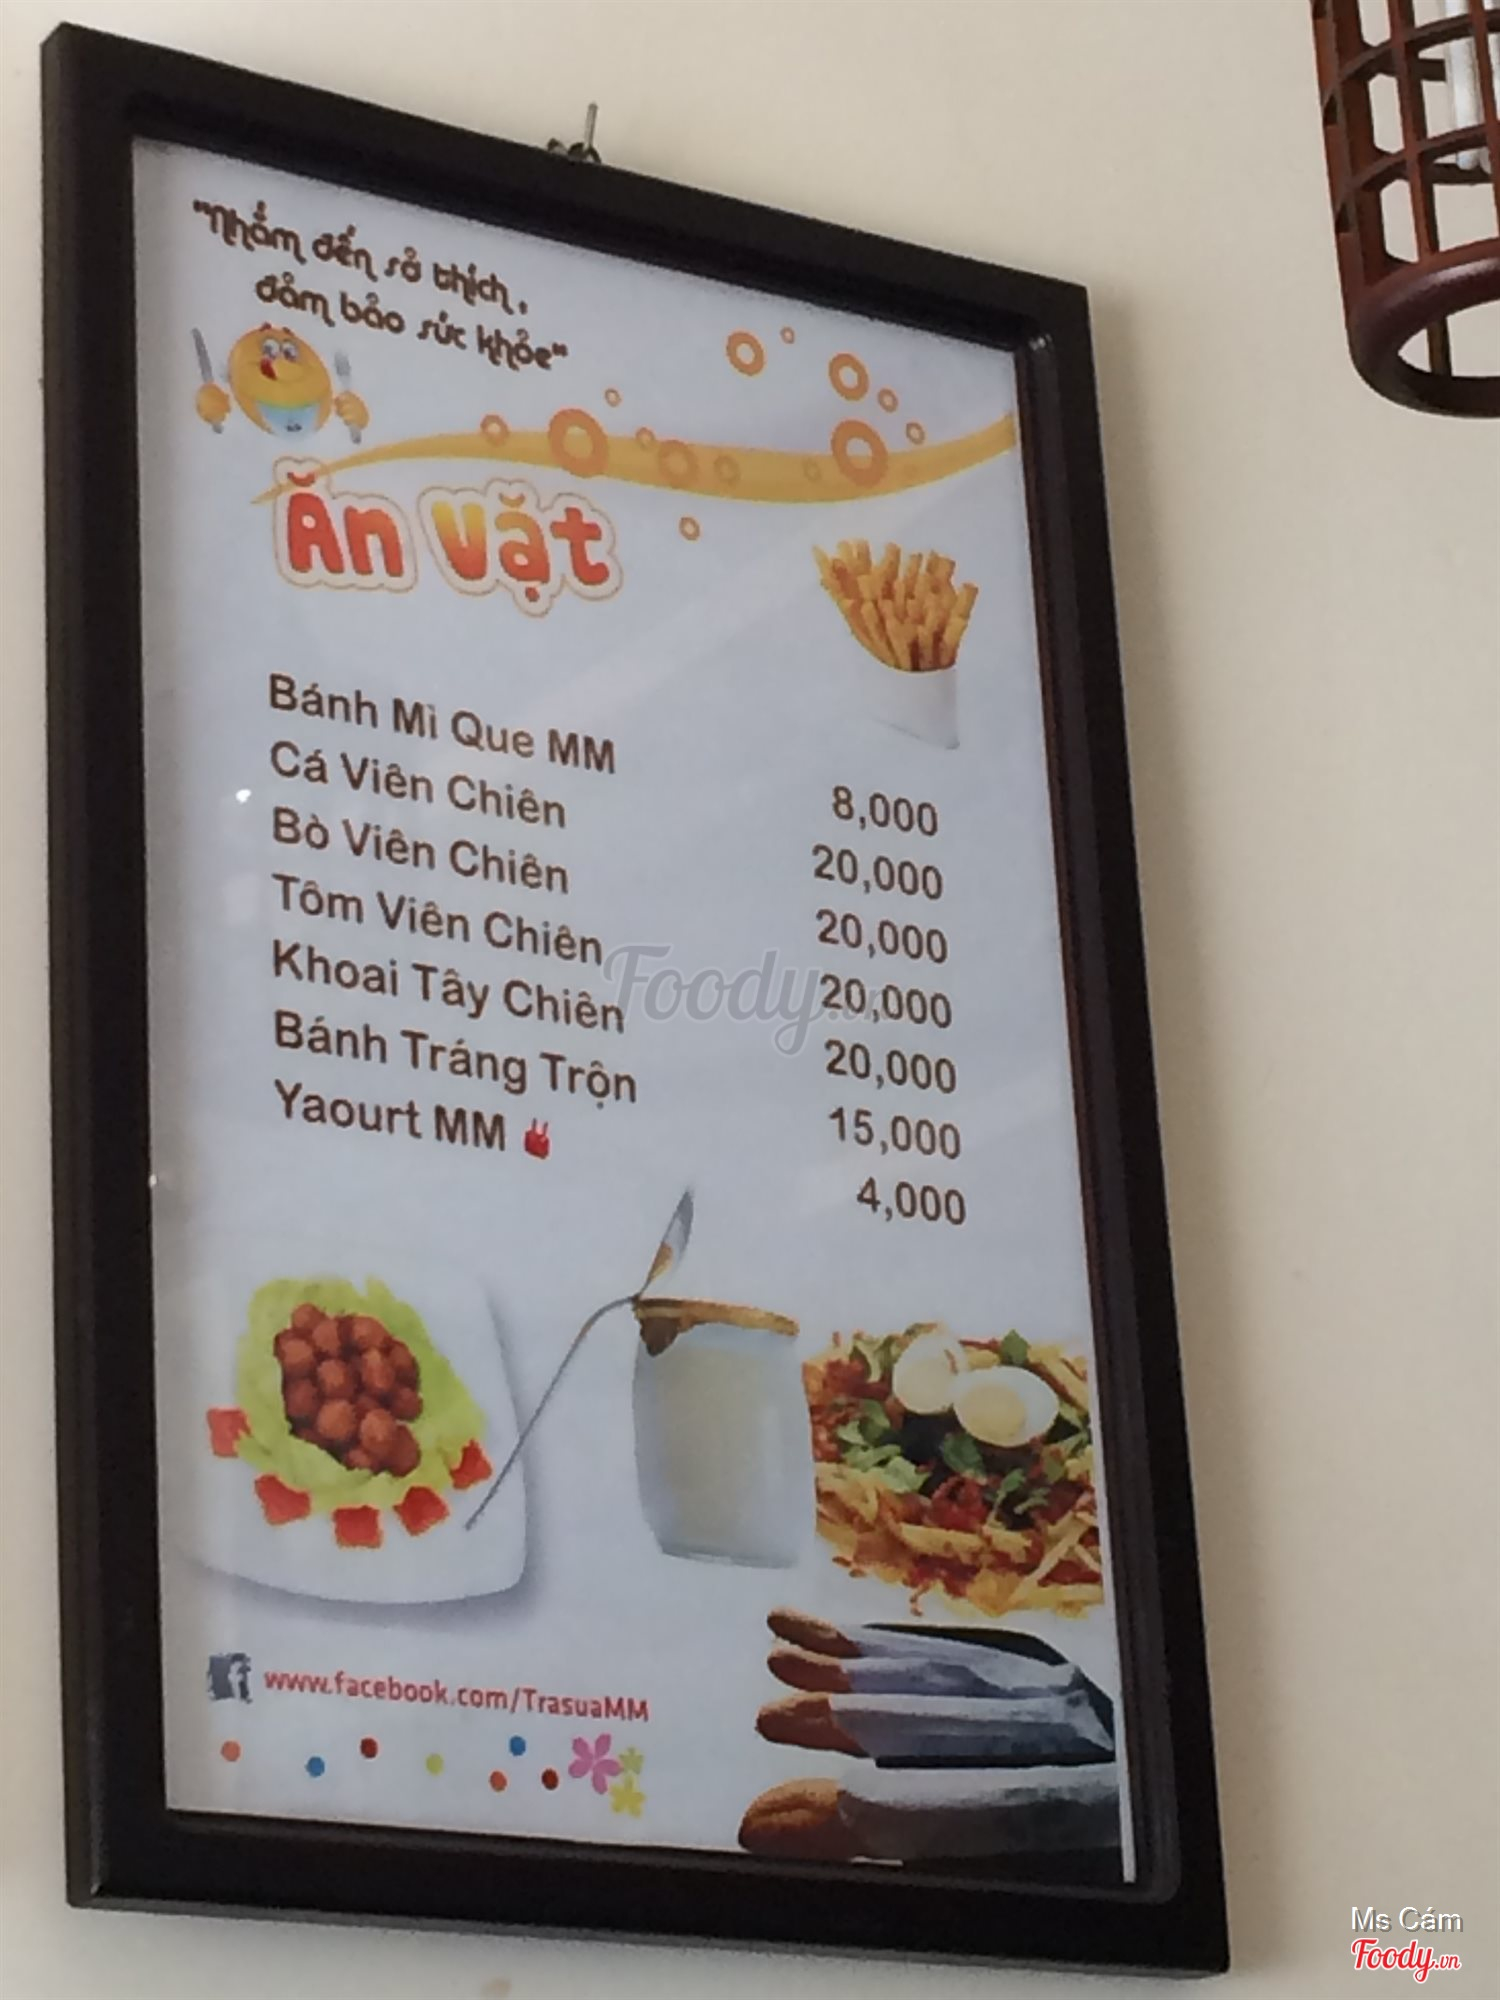 "Nhắm đến sở thích,
đảm bảo sức khỏe"
Ăn vặt
Bánh Mì Que MM 8,000
Cá Viên Chiên 20,000
Bò Viên Chiên 20,000
Tôm Viên Chiên 20,000
Khoai Tây Chiên 20,000
Bánh Tráng Trộn 15,000
Yaourt MM 4,000
Foody.vn
f www.facebook.com/TrasuaMM
Ms Cám
Foody.vn